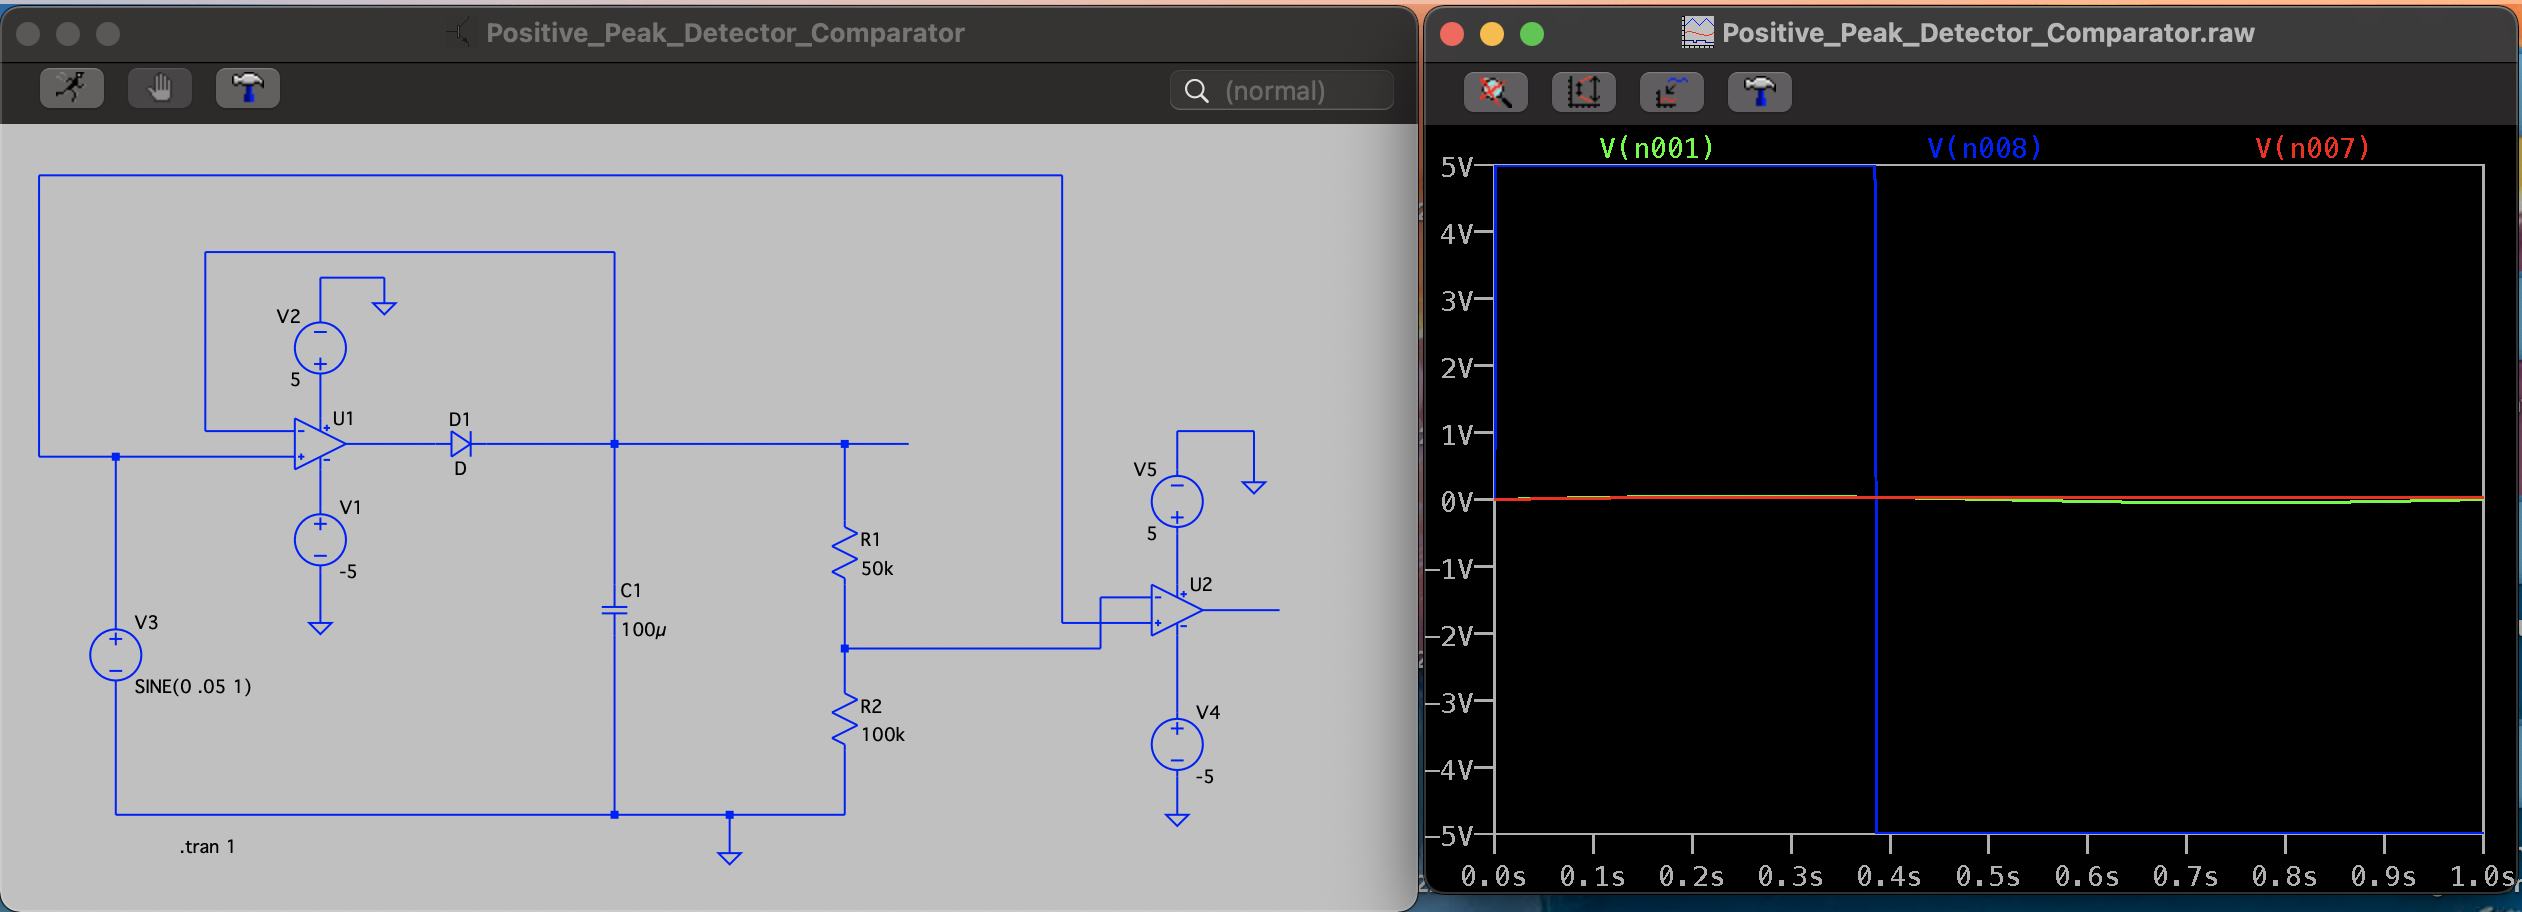 Positive_Peak_Detector_Comparator
(normal)
V2
5
U1
D1
D
V1
-5
V3
SINE(0 .05 1)
C1
100µ
R1
50k
R2
100k
V5
5
U2
V4
-5
.tran 1
Positive_Peak_Detector_Comparator.raw
V(n001) V(n008) V(n007)
5V
4V
3V
2V
1V
0V
-1V
-2V
-3V
-4V
-5V
0.0s 0.1s 0.2s 0.3s 0.4s 0.5s 0.6s 0.7s 0.8s 0.9s 1.0s